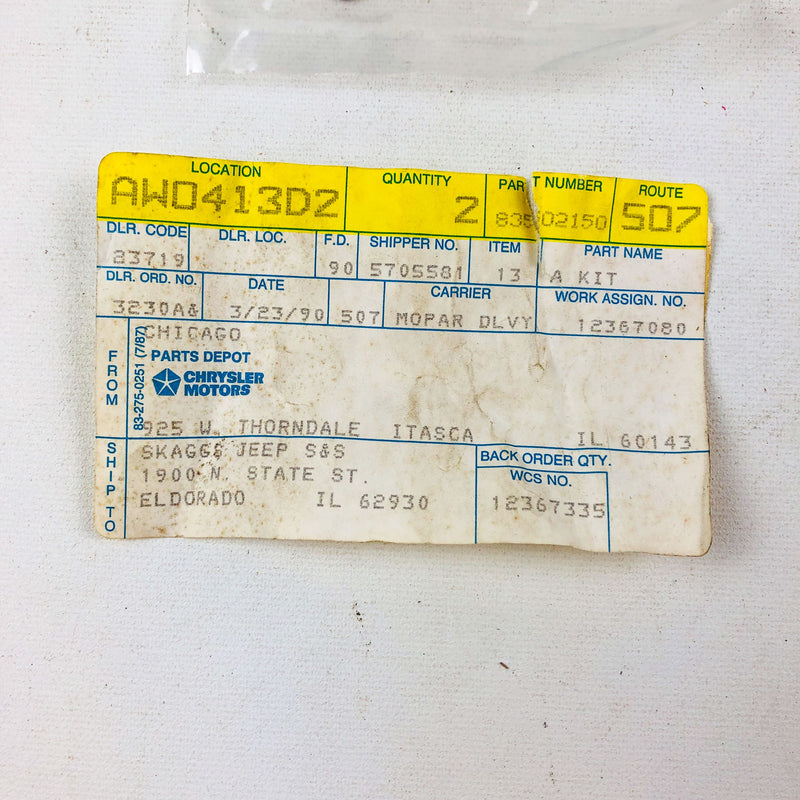 LOCATION QUANTITY PART NUMBER ROUTE
AWD413D2 2 83502150 507
DLR. CODE DLR. LOC. F.D. SHIPPER NO. ITEM PART NAME
23719 90 5705581 13 A KIT
DLR. ORD. NO. DATE CARRIER WORK ASSIGN. NO.
3230A& 3/23/90 507 MOPAR DLVY 12367080
83-275-0251 (7/87)
FROM
CHICAGO
PARTS DEPOT
CHRYSLER
MOTORS
925 W. THORNDALE ITASCA IL 60143
SHIP TO
SKAGGS JEEP S&S
1900 N. STATE ST.
ELDORADO IL 62930
BACK ORDER QTY.
WCS NO.
12367335